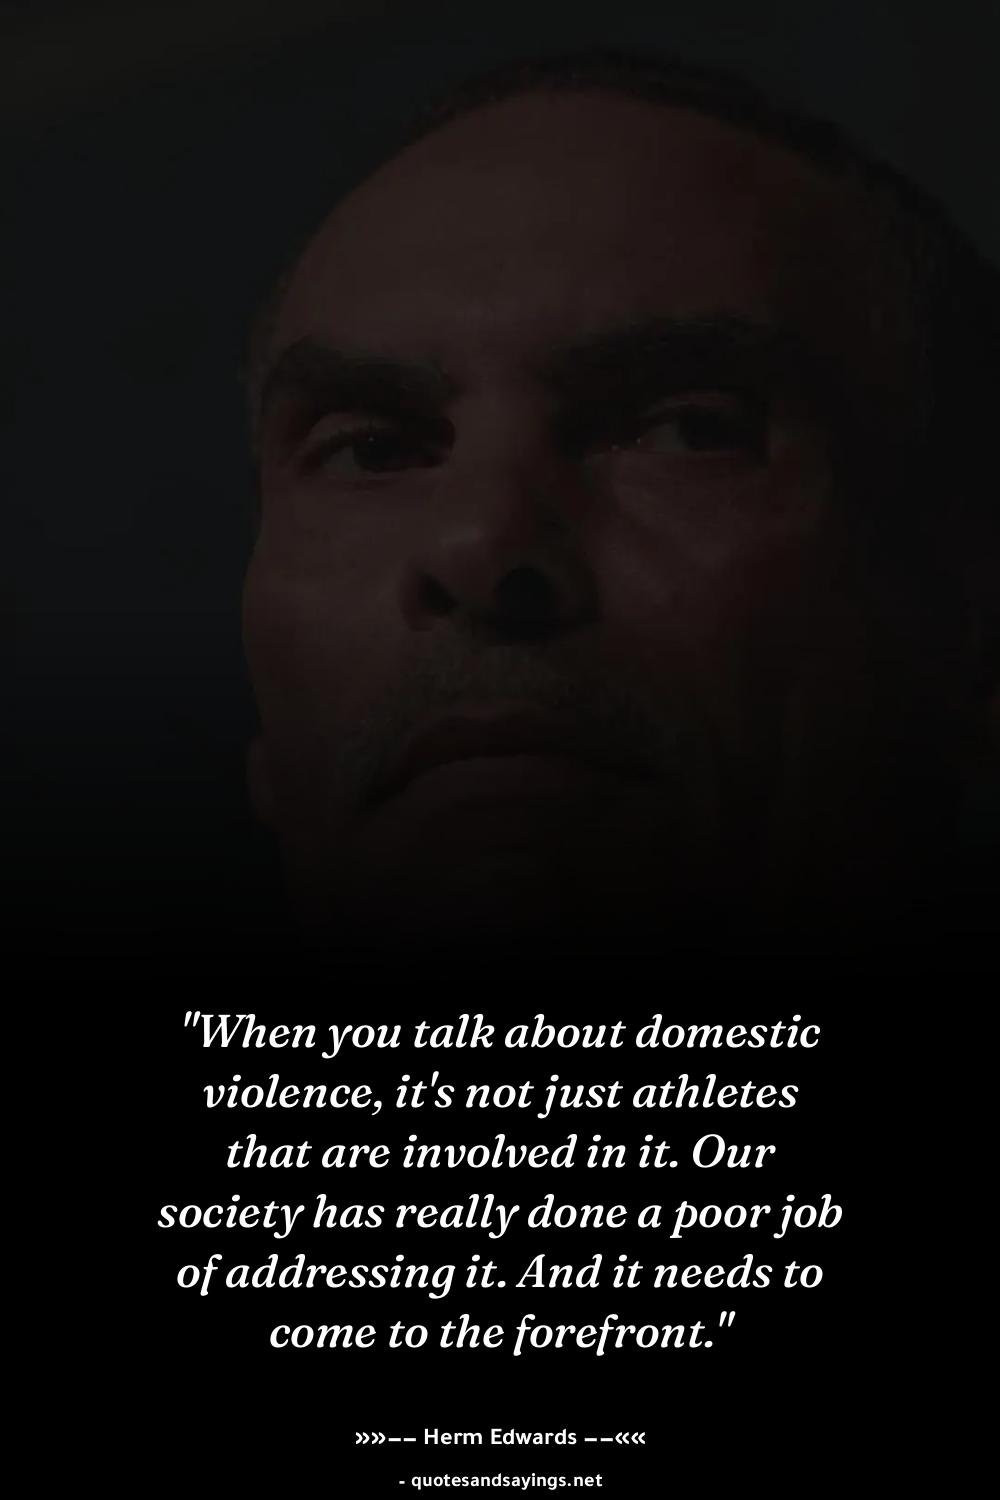 "When you talk about domestic
violence, it's not just athletes
that are involved in it. Our
society has really done a poor job
of addressing it. And it needs to
come to the forefront."
»»−− Herm Edwards −−««
- quotesandsayings.net